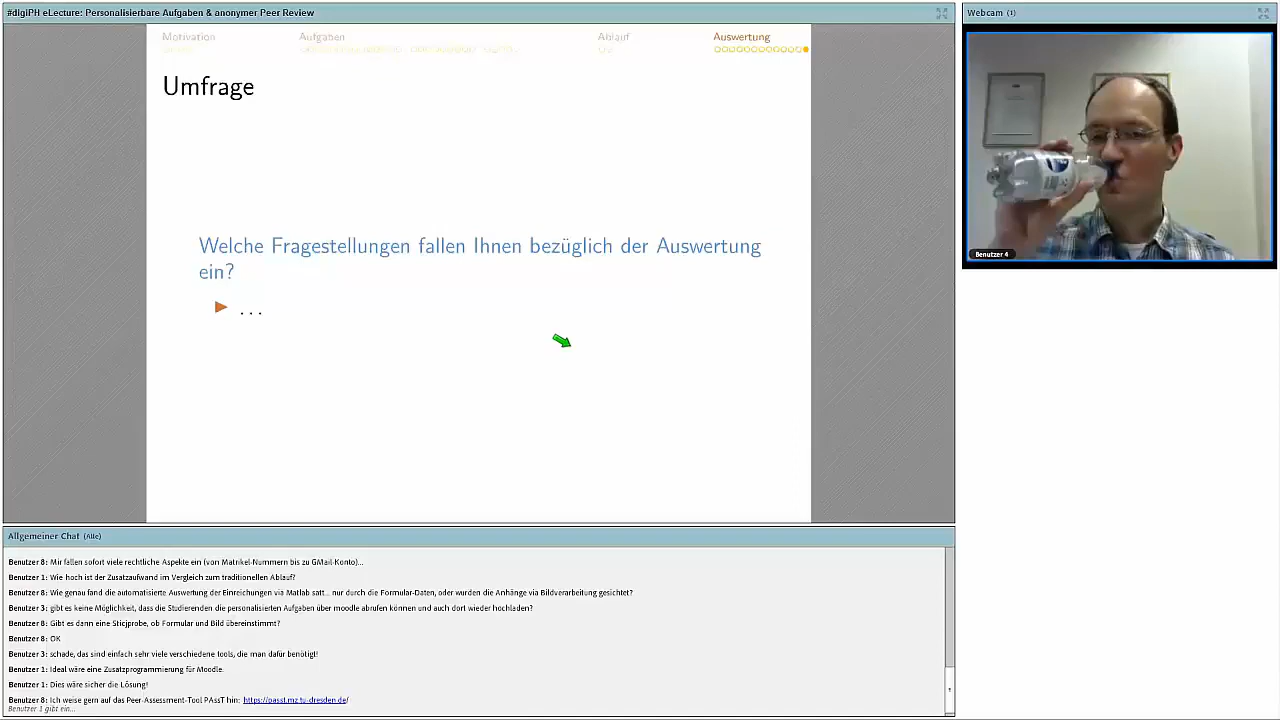 #digiPH eLecture: Personalisierbare Aufgaben & anonymer Peer Review
Webcam (1)
Motivation
Aufgaben
Ablauf
Auswertung
Umfrage
Welche Fragestellungen fallen Ihnen bezüglich der Auswertung
ein?
...
Benutzer 4
Allgemeiner Chat (Alle)
Benutzer 8: Mir fallen sofort viele rechtliche Aspekte ein (von Matrikel-Nummern bis zu GMail-Konto)...
Benutzer 1: Wie hoch ist der Zusatzaufwand im Vergleich zum traditionellen Ablauf?
Benutzer 8: Wie genau fand die automatisierte Auswertung der Einreichungen via Matlab satt... nur durch die Formular-Daten, oder wurden die Anhänge via Bildverarbeitung gesichtet?
Benutzer 3: gibt es keine Möglichkeit, dass die Studierenden die personalisierten Aufgaben über moodle abrufen können und auch dort wieder hochladen?
Benutzer 8: Gibt es dann eine Sticjprobe, ob Formular und Bild übereinstimmt?
Benutzer 8: OK
Benutzer 3: schade, das sind einfach sehr viele verschiedene tools, die man dafür benötigt!
Benutzer 1: Ideal wäre eine Zusatzprogrammierung für Moodle.
Benutzer 1: Dies wäre sicher die Lösung!
Benutzer 8: Ich weise gern auf das Peer-Assessment-Tool PAssT hin: https://passt.mz.tu-dresden.de/
Benutzer 1 gibt ein...